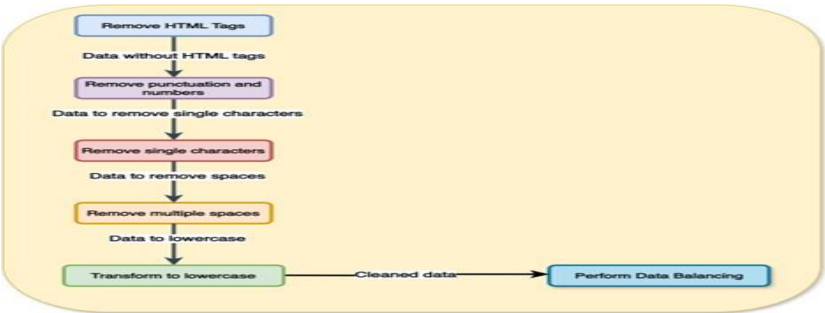 Remove HTML Tags
Data without HTML tags
Remove punctuation and
numbers
Data to remove single characters
Remove single characters
Data to remove spaces
Remove multiple spaces
Data to lowercase
Transform to lowercase
Cleaned data
Perform Data Balancing